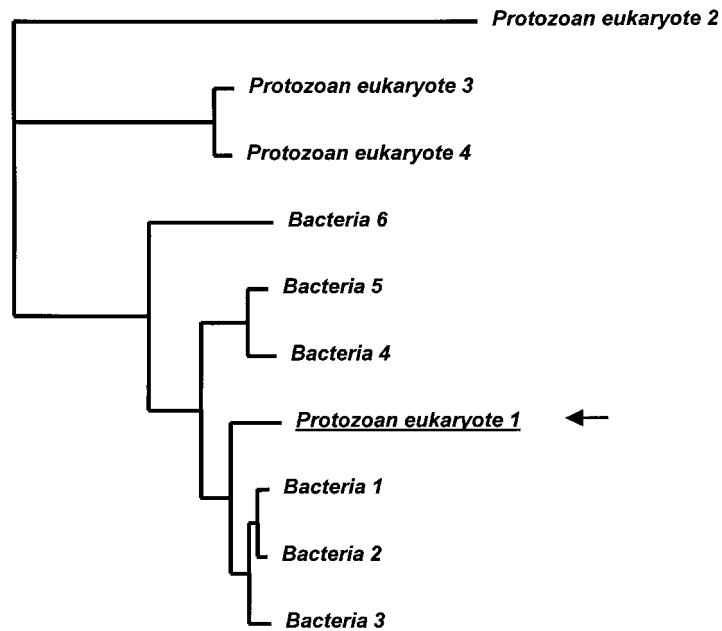 Protozoan eukaryote 2
Protozoan eukaryote 3
Protozoan eukaryote 4
Bacteria 6
Bacteria 5
Bacteria 4
Protozoan eukaryote 1
Bacteria 1
Bacteria 2
Bacteria 3